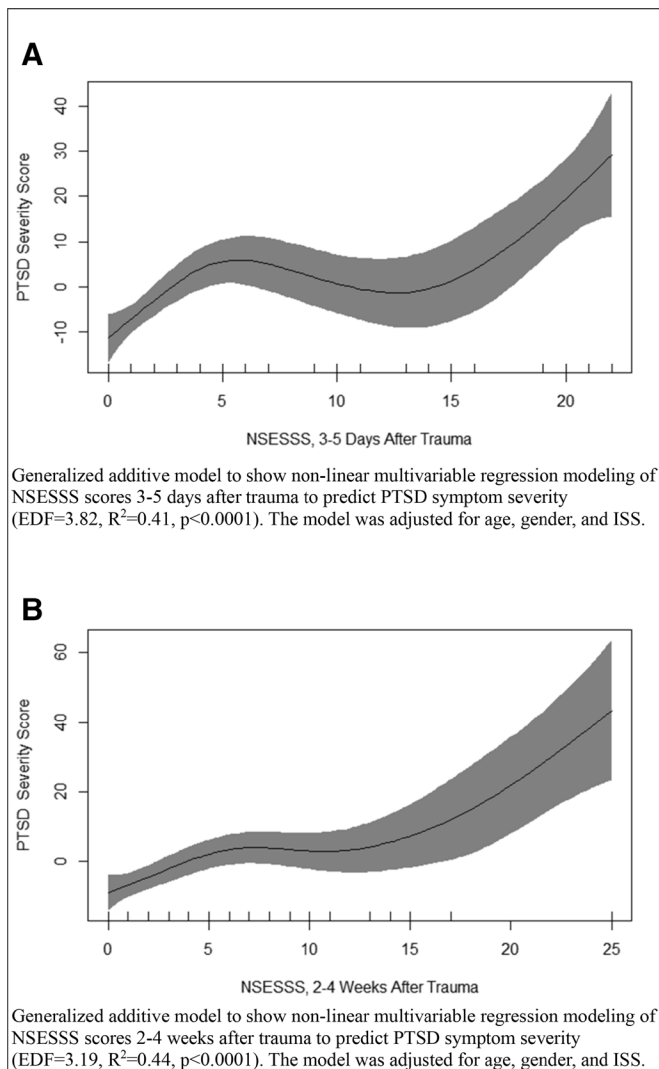 A
PTSD Severity Score
40
30
20
10
0
-10
0 5 10 15 20
NSESSS, 3-5 Days After Trauma
Generalized additive model to show non-linear multivariable regression modeling of
NSESSS scores 3-5 days after trauma to predict PTSD symptom severity
(EDF=3.82, R²=0.41, p<0.0001). The model was adjusted for age, gender, and ISS.
B
PTSD Severity Score
60
40
20
0
0 5 10 15 20 25
NSESSS, 2-4 Weeks After Trauma
Generalized additive model to show non-linear multivariable regression modeling of
NSESSS scores 2-4 weeks after trauma to predict PTSD symptom severity
(EDF=3.19, R²=0.44, p<0.0001). The model was adjusted for age, gender, and ISS.